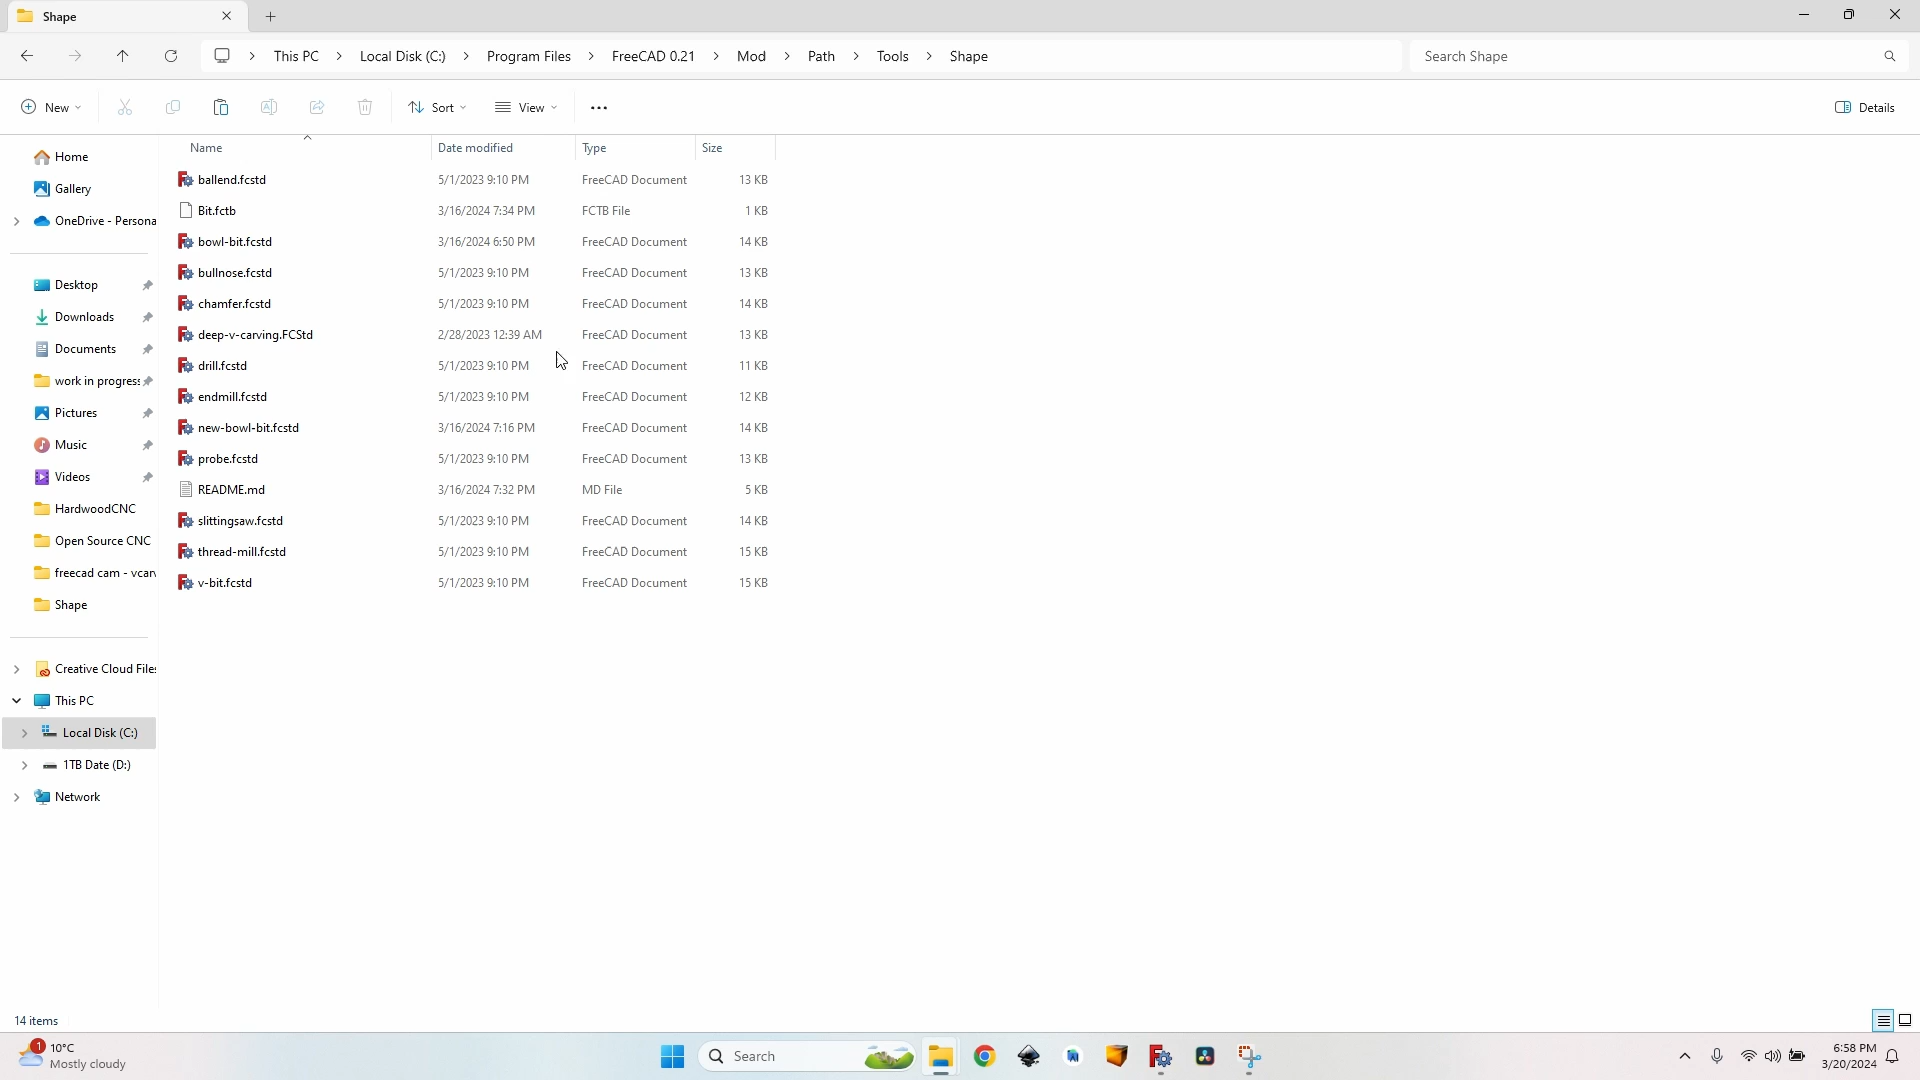 Shape
This PC
Local Disk (C:)
Program Files
FreeCAD 0.21
Mod
Path
Tools
Shape
Search Shape
New
Sort
View
Details
Name Date modified Type Size
ballend.fcstd 5/1/2023 9:10 PM FreeCAD Document 13 KB
Bit.fctb 3/16/2024 7:34 PM FCTB File 1 KB
bowl-bit.fcstd 3/16/2024 6:50 PM FreeCAD Document 14 KB
bullnose.fcstd 5/1/2023 9:10 PM FreeCAD Document 13 KB
chamfer.fcstd 5/1/2023 9:10 PM FreeCAD Document 14 KB
deep-v-carving.FCStd 2/28/2023 12:39 AM FreeCAD Document 13 KB
drill.fcstd 5/1/2023 9:10 PM FreeCAD Document 11 KB
endmill.fcstd 5/1/2023 9:10 PM FreeCAD Document 12 KB
new-bowl-bit.fcstd 3/16/2024 7:16 PM FreeCAD Document 14 KB
probe.fcstd 5/1/2023 9:10 PM FreeCAD Document 13 KB
README.md 3/16/2024 7:32 PM MD File 5 KB
slittingsaw.fcstd 5/1/2023 9:10 PM FreeCAD Document 14 KB
thread-mill.fcstd 5/1/2023 9:10 PM FreeCAD Document 15 KB
v-bit.fcstd 5/1/2023 9:10 PM FreeCAD Document 15 KB
Home
Gallery
OneDrive - Persona
Desktop
Downloads
Documents
work in progres
Pictures
Music
Videos
HardwoodCNC
Open Source CNC
freecad cam - vcarv
Shape
Creative Cloud Files
This PC
Local Disk (C:)
1TB Date (D:)
Network
14 items
1
10°C
Mostly cloudy
Search
6:58 PM
3/20/2024